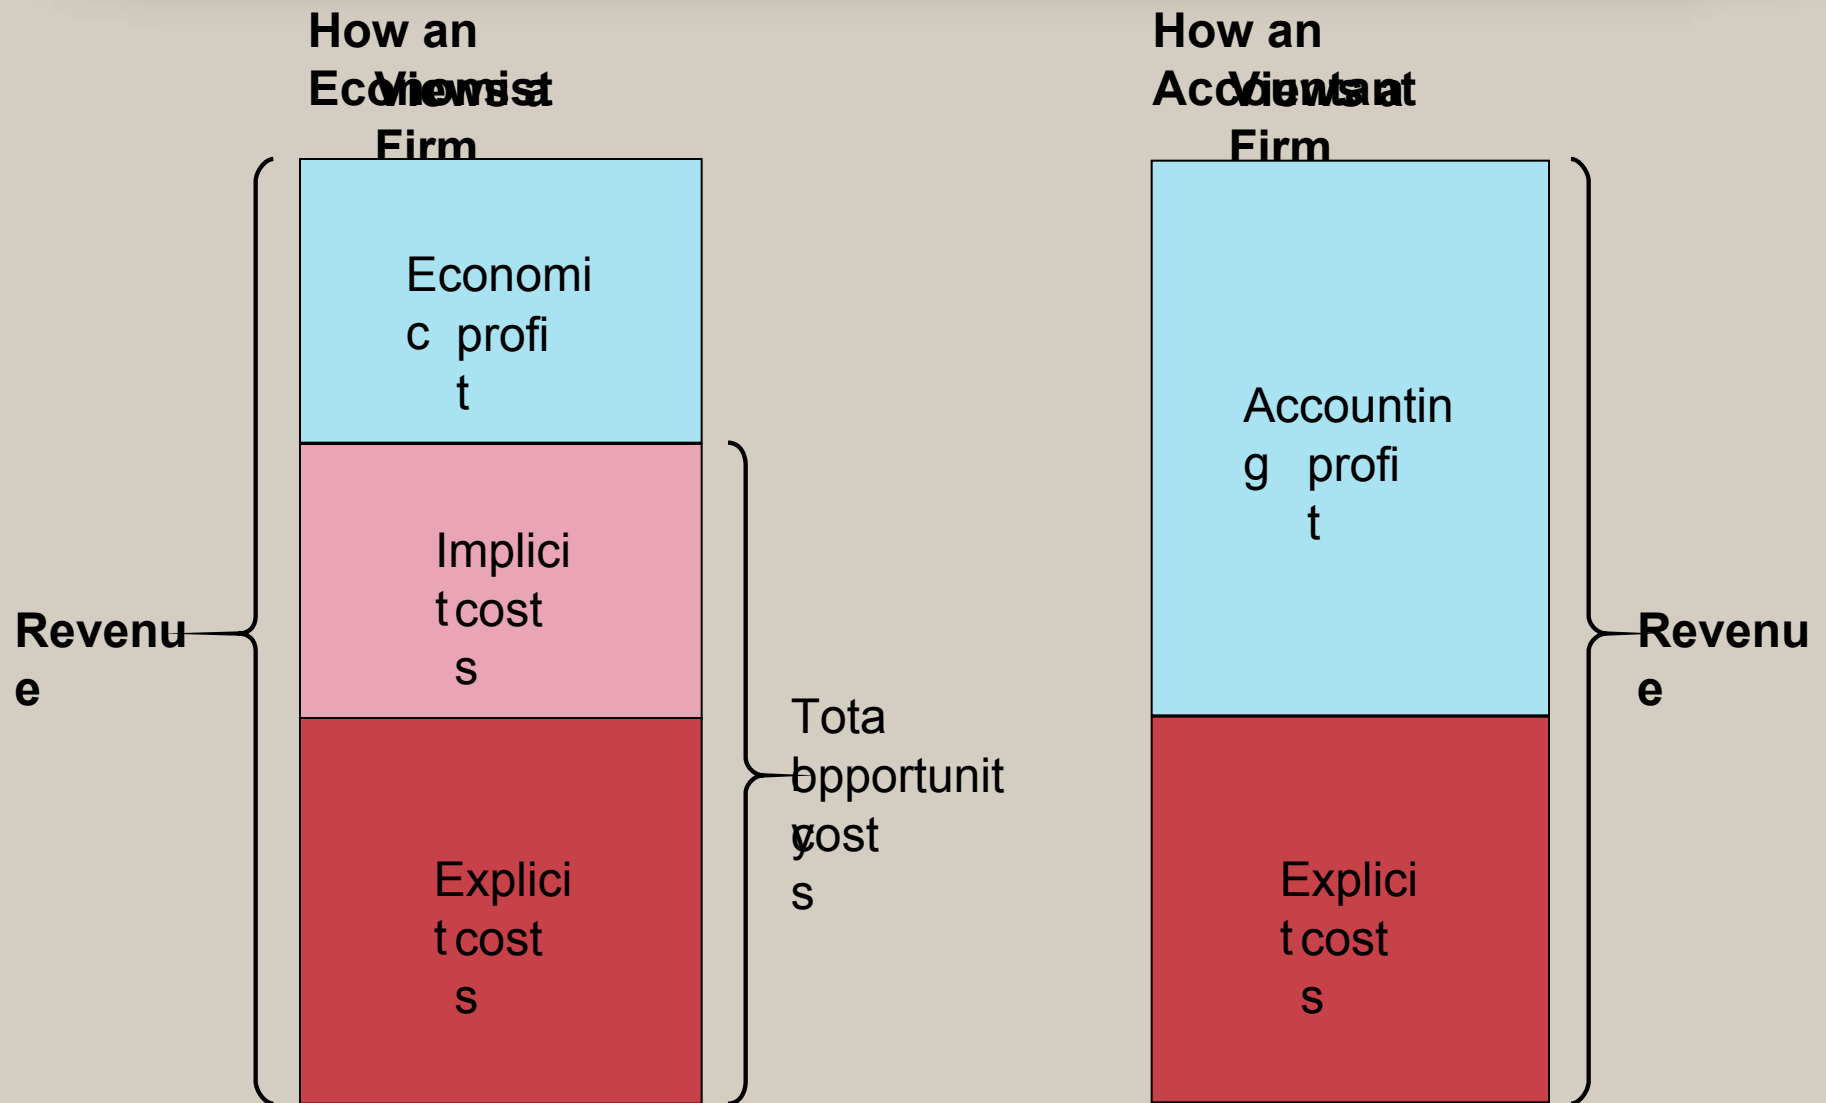 How an
Economist
Views a
Firm
How an
Accountant
Views a
Firm
Economi
c profi
t
Implici
t cost
s
Explici
t cost
s
Revenu
e
Tota
l
opportunit
y
cost
s
Accountin
g profi
t
Explici
t cost
s
Revenu
e